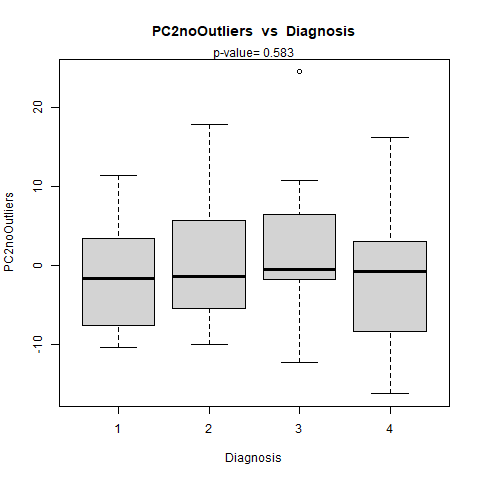 PC2noOutliers vs Diagnosis
p-value= 0.583
PC2noOutliers
20
10
0
-10
1 2 3 4
Diagnosis